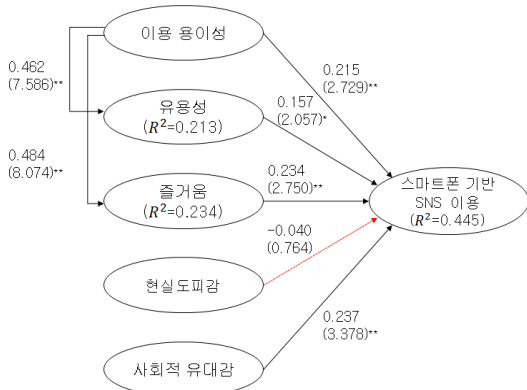 이용 용이성
0.462
(7.586)**
0.215
(2.729)**
유용성
(R²=0.213)
0.157
(2.057)*
0.484
(8.074)**
즐거움
(R²=0.234)
0.234
(2.750)**
스마트폰 기반
SNS 이용
(R²=0.445)
-0.040
(0.764)
현실도피감
0.237
(3.378)**
사회적 유대감